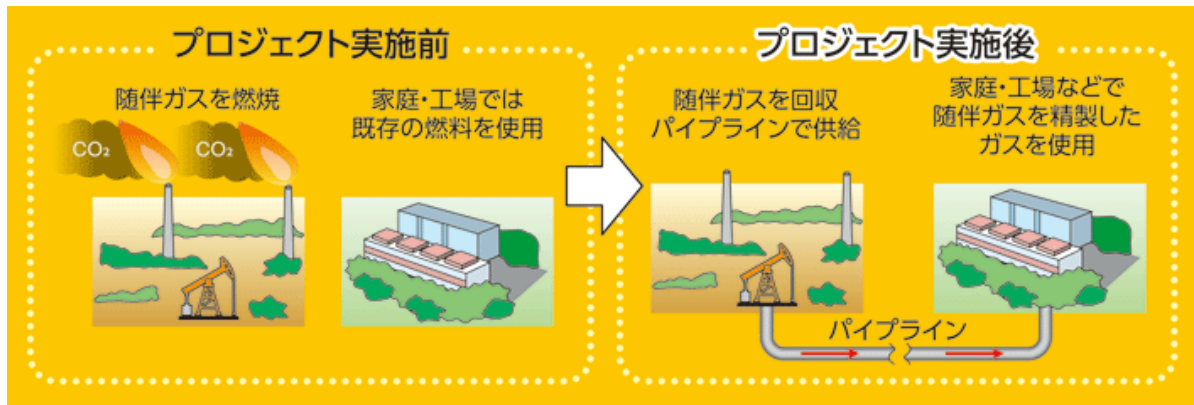 プロジェクト実施前
随伴ガスを燃焼
家庭・工場では
既存の燃料を使用
CO₂
CO₂
プロジェクト実施後
随伴ガスを回収
パイプラインで供給
家庭・工場などで
随伴ガスを精製した
ガスを使用
パイプライン